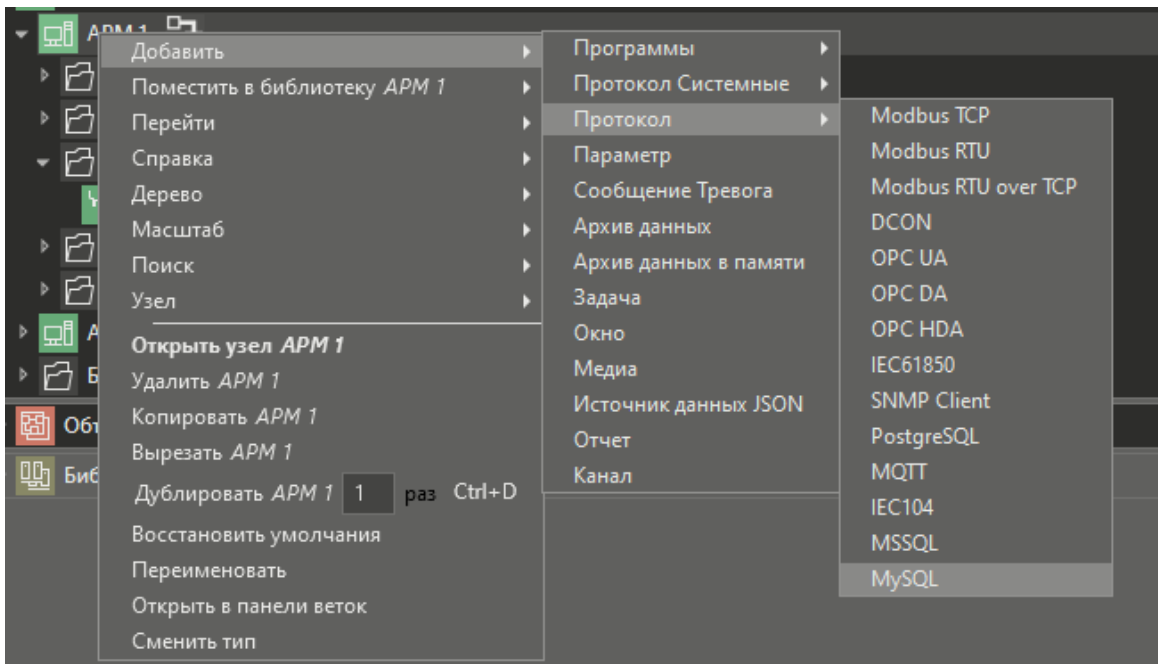 АРМ 1
Добавить
Поместить в библиотеку АРМ 1
Перейти
Справка
Дерево
Масштаб
Поиск
Узел
Открыть узел АРМ 1
Удалить АРМ 1
Копировать АРМ 1
Вырезать АРМ 1
Дублировать АРМ 1 1 раз Ctrl+D
Восстановить умолчания
Переименовать
Открыть в панели веток
Сменить тип
Программы
Протокол Системные
Протокол
Параметр
Сообщение Тревога
Архив данных
Архив данных в памяти
Задача
Окно
Медиа
Источник данных JSON
Отчет
Канал
Modbus TCP
Modbus RTU
Modbus RTU over TCP
DCON
OPC UA
OPC DA
OPC HDA
IEC61850
SNMP Client
PostgreSQL
MQTT
IEC104
MSSQL
MySQL